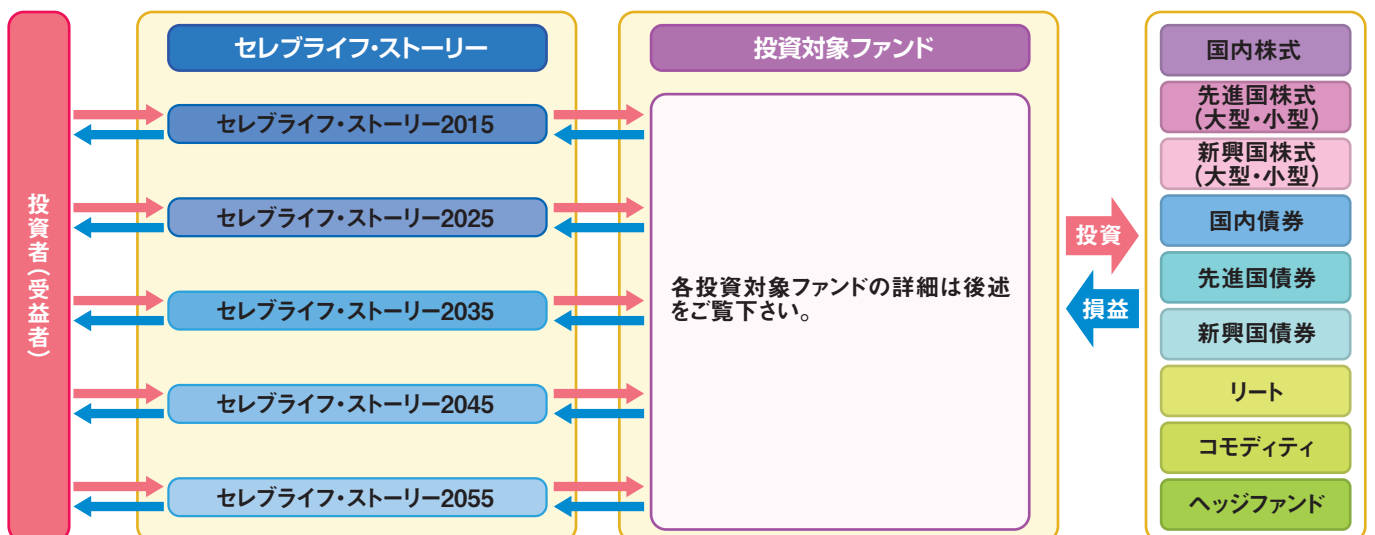 投資者（受益者）
セレブライフ・ストーリー
セレブライフ・ストーリー2015
セレブライフ・ストーリー2025
セレブライフ・ストーリー2035
セレブライフ・ストーリー2045
セレブライフ・ストーリー2055
投資対象ファンド
各投資対象ファンドの詳細は後述
をご覧下さい。
投資
損益
国内株式
先進国株式
（大型・小型）
新興国株式
（大型・小型）
国内債券
先進国債券
新興国債券
リート
コモディティ
ヘッジファンド